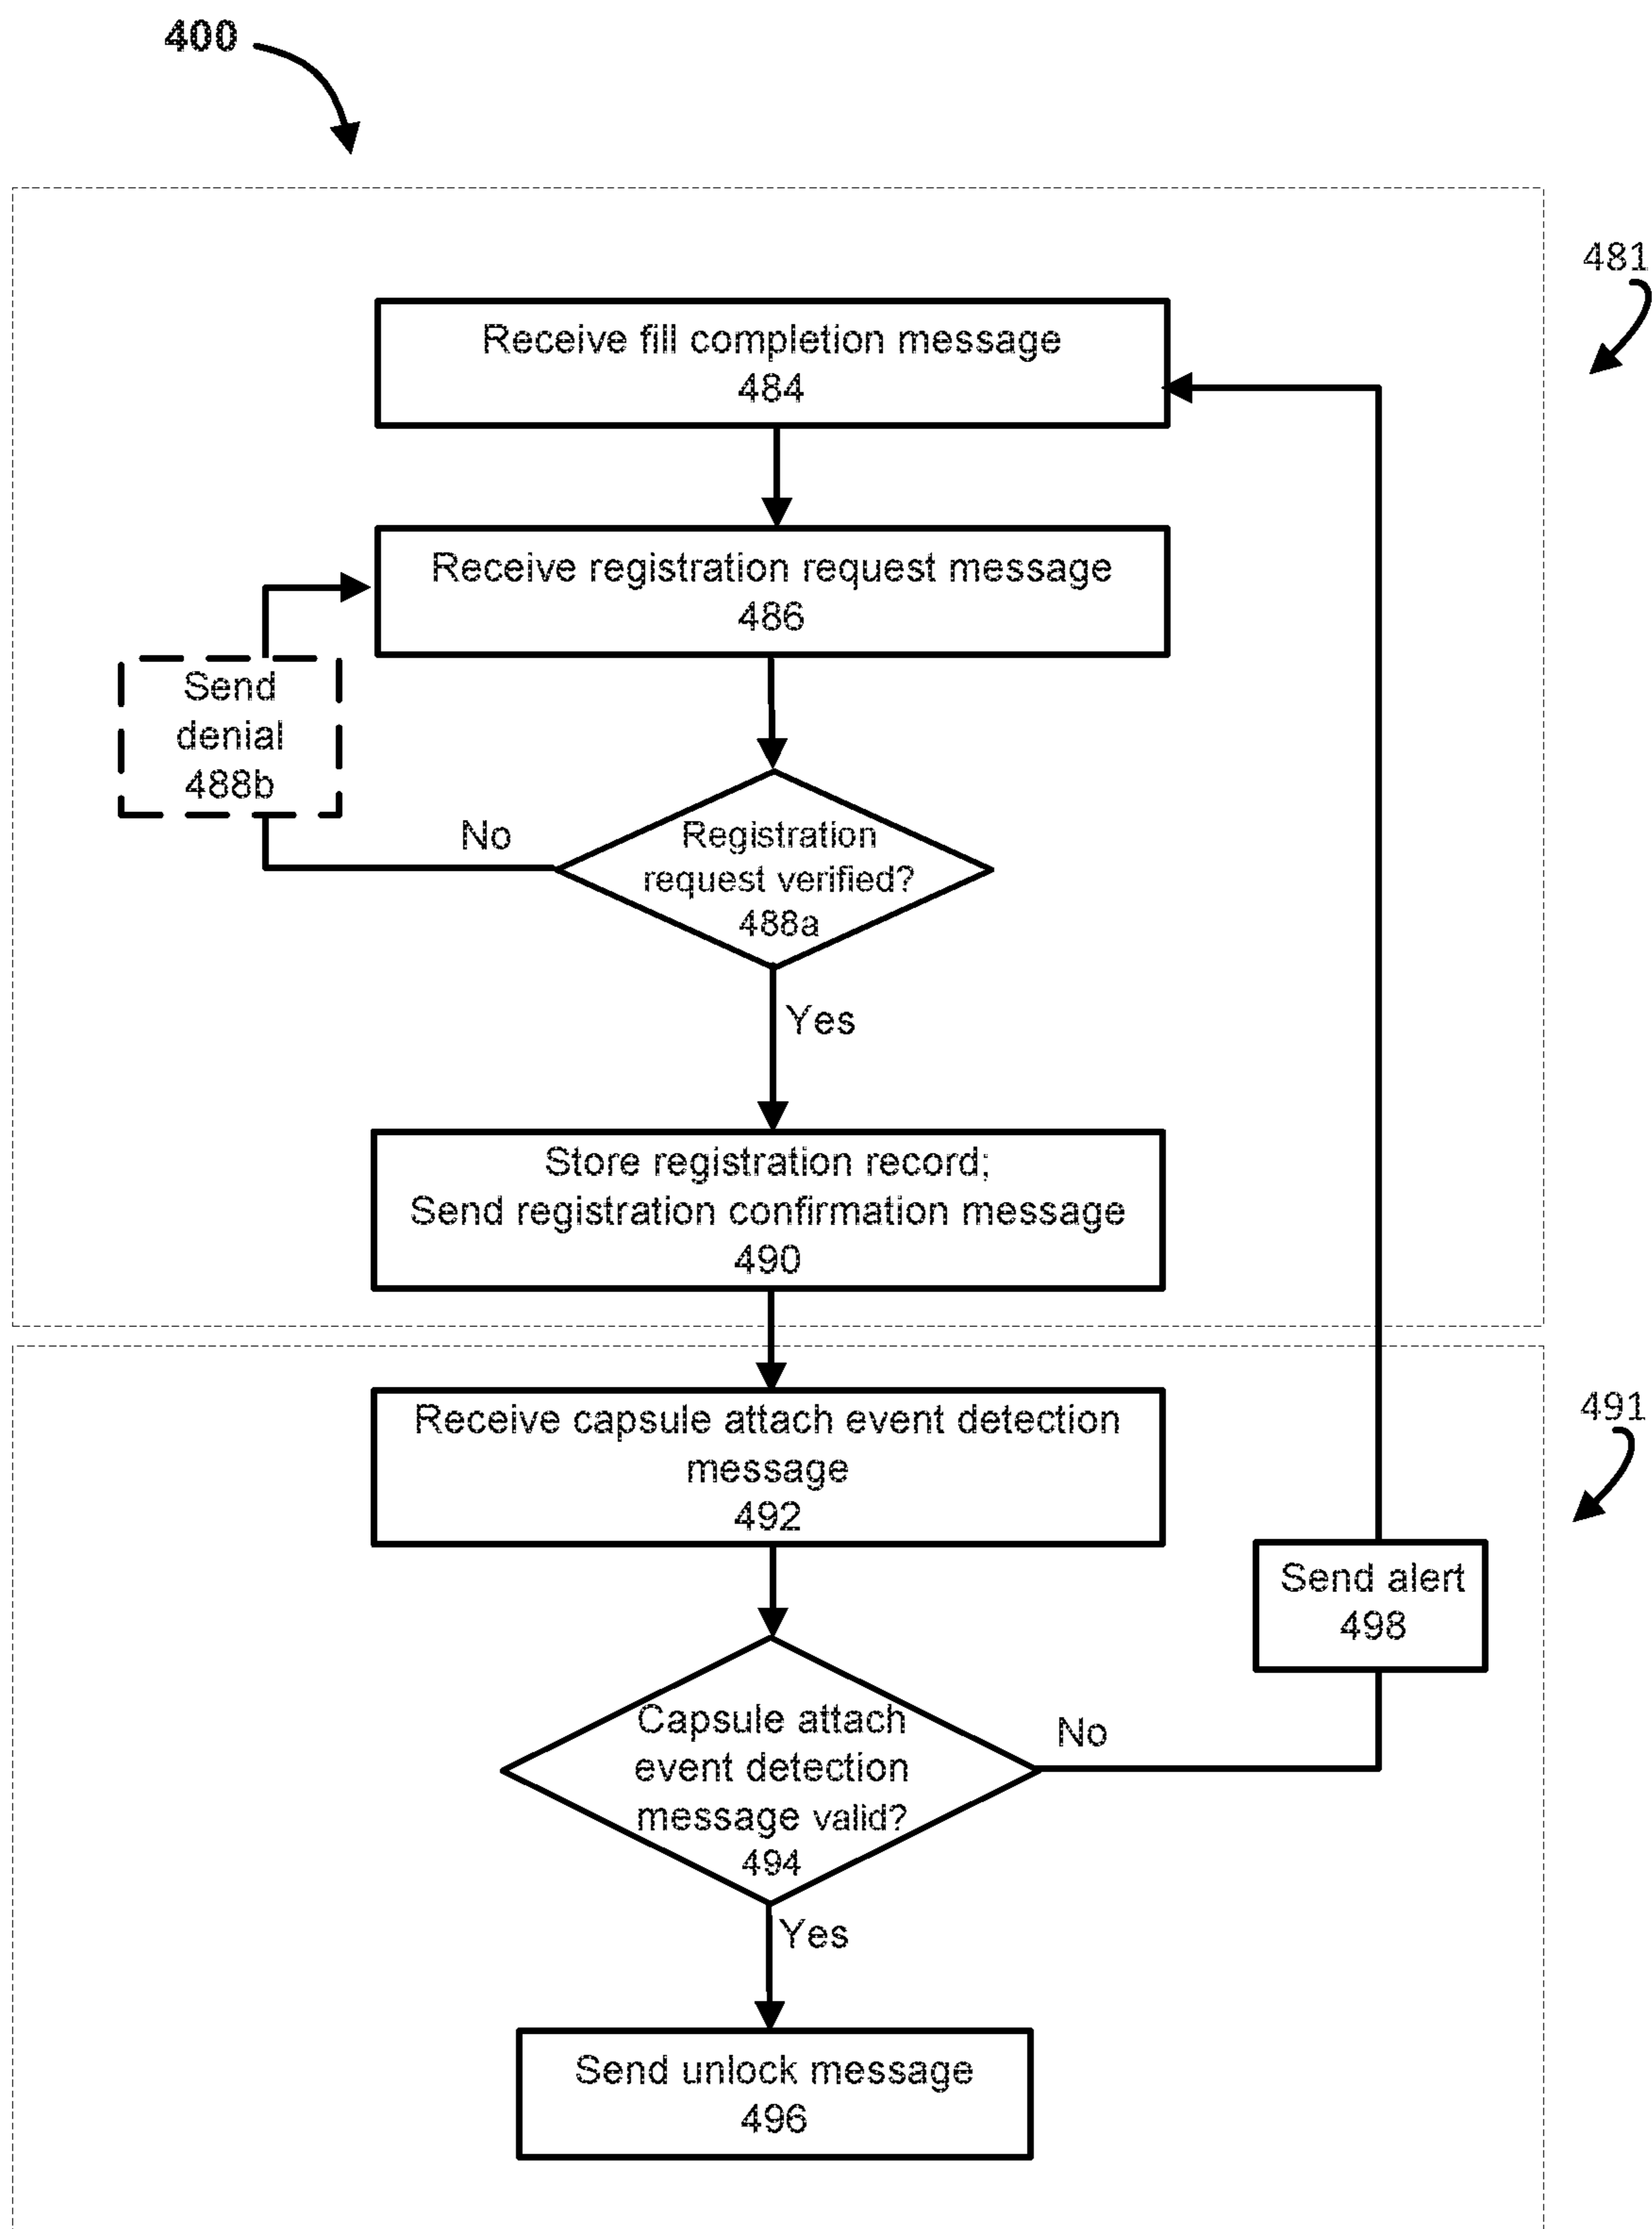 400
481
Receive fill completion message
484
Receive registration request message
486
Send
denial
488b
No
Registration
request verified?
488a
Yes
Store registration record;
Send registration confirmation message
490
491
Receive capsule attach event detection
message
492
Send alert
498
Capsule attach
event detection
message valid?
494
No
Yes
Send unlock message
496